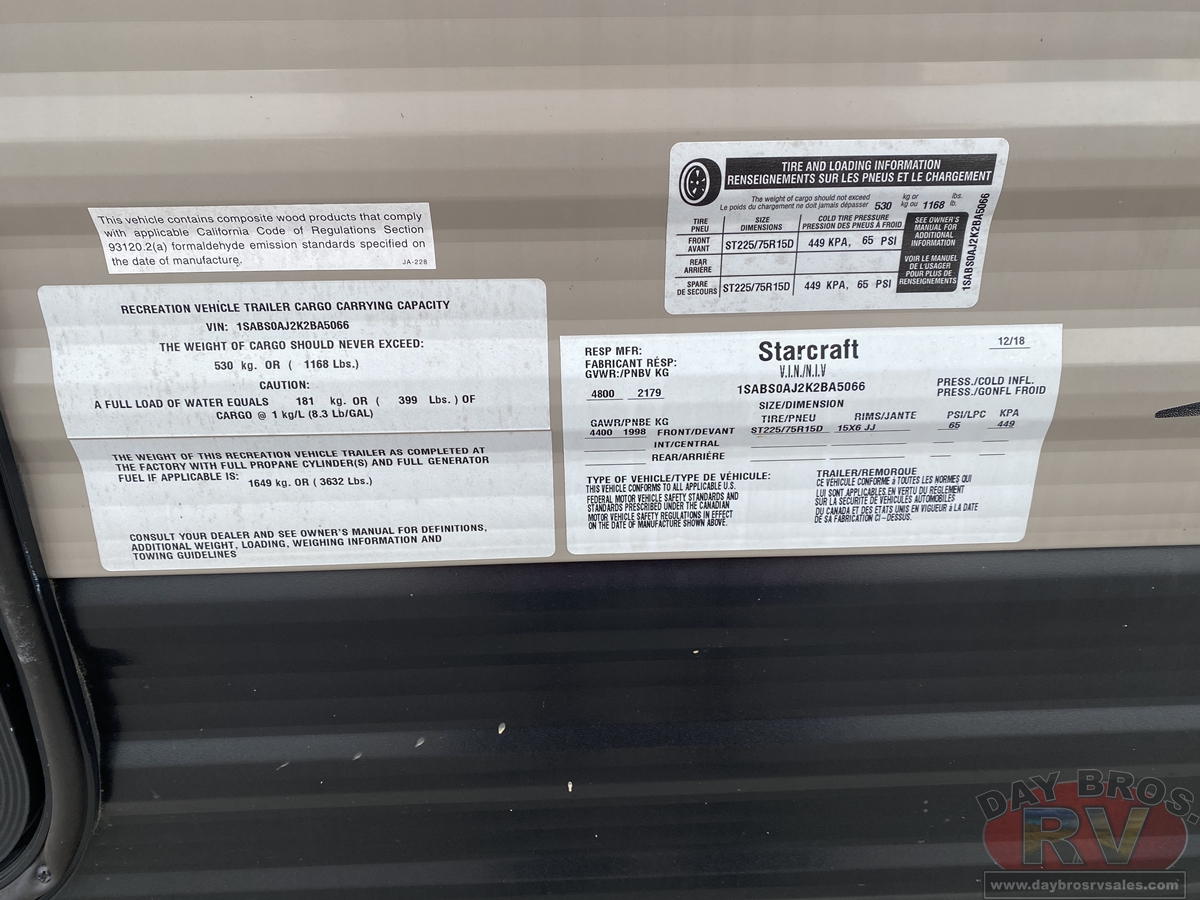 This vehicle contains composite wood products that comply
with applicable California Code of Regulations Section
93120.2(a) formaldehyde emission standards specified on
the date of manufacture.
JA-228
RECREATION VEHICLE TRAILER CARGO CARRYING CAPACITY
VIN: 1SABS0AJ2K2BA5066
THE WEIGHT OF CARGO SHOULD NEVER EXCEED:
530 kg. OR ( 1168 Lbs.)
CAUTION:
A FULL LOAD OF WATER EQUALS 181 kg. OR ( 399 Lbs. ) OF
CARGO @ 1 kg/L (8.3 Lb/GAL)
THE WEIGHT OF THIS RECREATION VEHICLE TRAILER AS COMPLETED AT
THE FACTORY WITH FULL PROPANE CYLINDER(S) AND FULL GENERATOR
FUEL IF APPLICABLE IS: 1649 kg. OR ( 3632 Lbs.)
CONSULT YOUR DEALER AND SEE OWNER'S MANUAL FOR DEFINITIONS,
ADDITIONAL WEIGHT, LOADING, WEIGHING INFORMATION AND
TOWING GUIDELINES
TIRE AND LOADING INFORMATION
RENSEIGNEMENTS SUR LES PNEUS ET LE CHARGEMENT
The weight of cargo should not exceed
Le poids du chargement ne doit jamais dépasser 530 kg or 1168 lbs.
kg ou lb.
TIRE SIZE COLD TIRE PRESSURE
PNEU DIMENSIONS PRESSION DES PNEUS À FROID
FRONT
AVANT ST225/75R15D 449 KPA, 65 PSI
REAR
ARRIÈRE
SPARE
DE SECOURS ST225/75R15D 449 KPA, 65 PSI
SEE OWNER'S
MANUAL FOR
ADDITIONAL
INFORMATION
VOIR LE MANUEL
DE L'USAGER
POUR PLUS DE
RENSEIGNEMENTS
1SABS0AJ2K2BA5066
RESP MFR:
FABRICANT RÉSP:
GVWR:/PNBV KG
4800 2179
Starcraft
V.I.N./N.I.V
1SABS0AJ2K2BA5066
12/18
PRESS./COLD INFL.
PRESS./GONFL FROID
SIZE/DIMENSION
GAWR/PNBE KG TIRE/PNEU RIMS/JANTE PSI/LPC KPA
4400 1998 FRONT/DEVANT ST225/75R15D 15X6 JJ 65 449
INT/CENTRAL
REAR/ARRIÈRE
TYPE OF VEHICLE/TYPE DE VÉHICULE:
THIS VEHICLE CONFORMS TO ALL APPLICABLE U.S.
FEDERAL MOTOR VEHICLE SAFETY STANDARDS AND
STANDARDS PRESCRIBED UNDER THE CANADIAN
MOTOR VEHICLE SAFETY REGULATIONS IN EFFECT
ON THE DATE OF MANUFACTURE SHOWN ABOVE.
TRAILER/REMORQUE
CE VÉHICULE CONFORME à TOUTES LES NORMES QUI
LUI SONT APPLICABLES EN VERTU DU RÈGLEMENT
SUR LA SÉCURITÉ DE VÉHICULES AUTOMOBILES
DU CANADA ET DES ETATS UNIS EN VIGUEUR à LA DATE
DE SA FABRICATION CI-DESSUS.
DAY BROS.
RV
www.daybrosrvsales.com